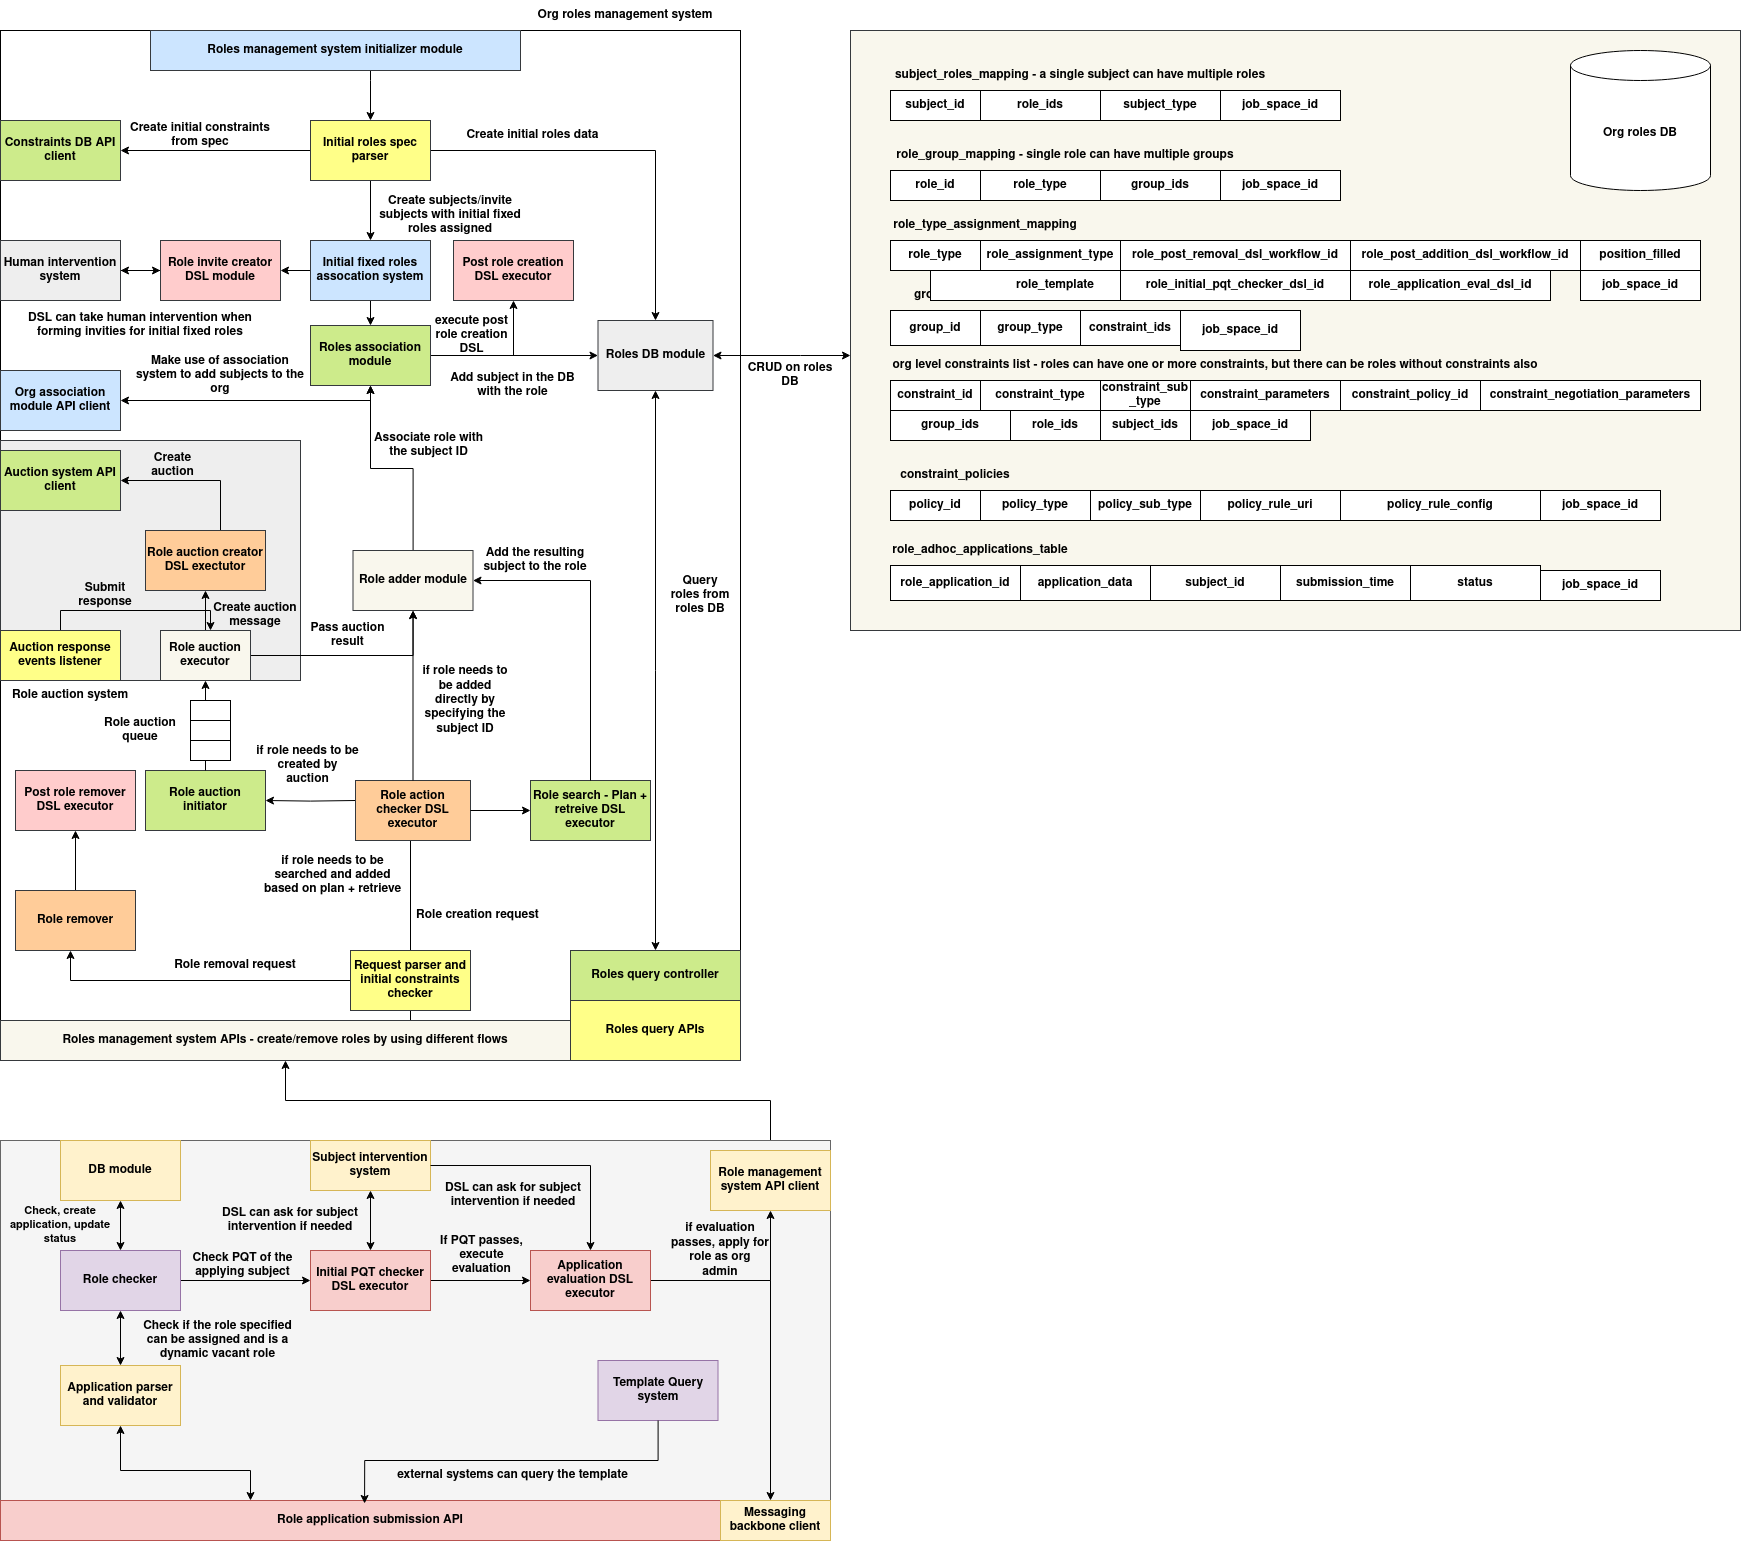 Org roles management system
Roles management system initializer module
Constraints DB API
client
Create initial constraints
from spec
Initial roles spec
parser
Create initial roles data
Create subjects/invite
subjects with initial fixed
roles assigned
Human intervention
system
Role invite creator
DSL module
Initial fixed roles
assocation system
Post role creation
DSL executor
DSL can take human intervention when
forming invities for initial fixed roles
Roles association
module
execute post
role creation
DSL
Roles DB module
CRUD on roles
DB
Make use of association
system to add subjects to the
org
Add subject in the DB
with the role
Org association
module API client
Associate role with
the subject ID
Auction system API
client
Create
auction
Role auction creator
DSL exectutor
Submit
response
Create auction
message
Auction response
events listener
Role auction
executor
Role auction system
Pass auction
result
Role adder module
Add the resulting
subject to the role
Query
roles from
roles DB
Role auction
queue
if role needs to
be added
directly by
specifying the
subject ID
if role needs to be
created by
auction
Post role remover
DSL executor
Role auction
initiator
Role action
checker DSL
executor
Role search - Plan +
retreive DSL
executor
if role needs to be
searched and added
based on plan + retrieve
Role remover
Role creation request
Role removal request
Request parser and
initial constraints
checker
Roles query controller
Roles query APIs
Roles management system APIs - create/remove roles by using different flows
subject_roles_mapping - a single subject can have multiple roles
subject_id
role_ids
subject_type
job_space_id
Org roles DB
role_group_mapping - single role can have multiple groups
role_id
role_type
group_ids
job_space_id
role_type_assignment_mapping
role_type
role_assignment_type
role_post_removal_dsl_workflow_id
role_post_addition_dsl_workflow_id
position_filled
role_template
role_initial_pqt_checker_dsl_id
role_application_eval_dsl_id
job_space_id
group_id
group_type
constraint_ids
job_space_id
org level constraints list - roles can have one or more constraints, but there can be roles without constraints also
constraint_id
constraint_type
constraint_sub
_type
constraint_parameters
constraint_policy_id
constraint_negotiation_parameters
group_ids
role_ids
subject_ids
job_space_id
constraint_policies
policy_id
policy_type
policy_sub_type
policy_rule_uri
policy_rule_config
job_space_id
role_adhoc_applications_table
role_application_id
application_data
subject_id
submission_time
status
job_space_id
DB module
Subject intervention
system
Role management
system API client
Check, create
application, update
status
DSL can ask for subject
intervention if needed
DSL can ask for subject
intervention if needed
Role checker
Check PQT of the
applying subject
Initial PQT checker
DSL executor
If PQT passes,
execute
evaluation
Application
evaluation DSL
executor
if evaluation
passes, apply for
role as org
admin
Check if the role specified
can be assigned and is a
dynamic vacant role
Application parser
and validator
Template Query
system
external systems can query the template
Role application submission API
Messaging
backbone client